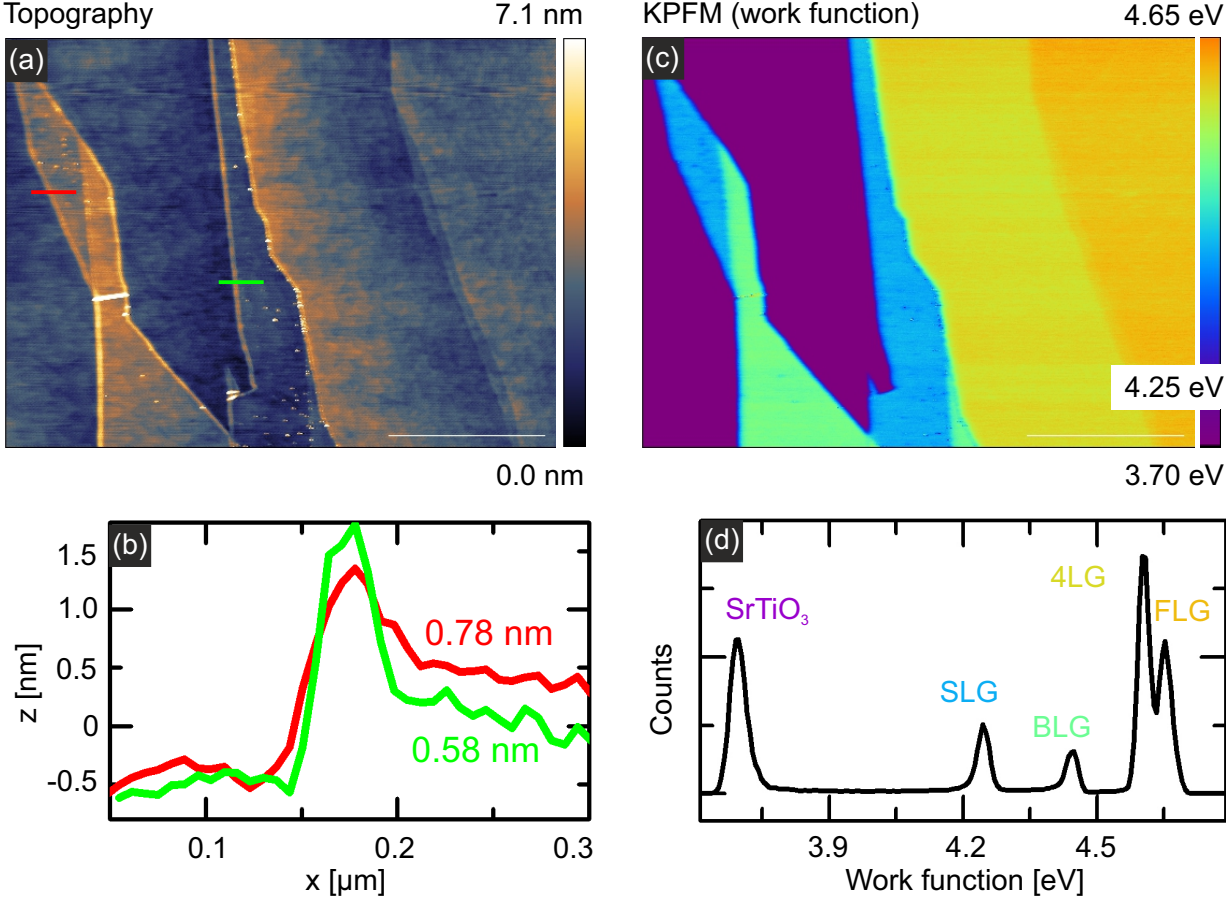 Topography
7.1 nm
(a)
0.0 nm
KPFM (work function)
4.65 eV
(c)
4.25 eV
3.70 eV
(b)
1.5
1.0
0.5
0
-0.5
z [nm]
0.78 nm
0.58 nm
0.1
0.2
0.3
x [µm]
(d)
SrTiO₃
SLG
BLG
4LG
FLG
Counts
3.9
4.2
4.5
Work function [eV]